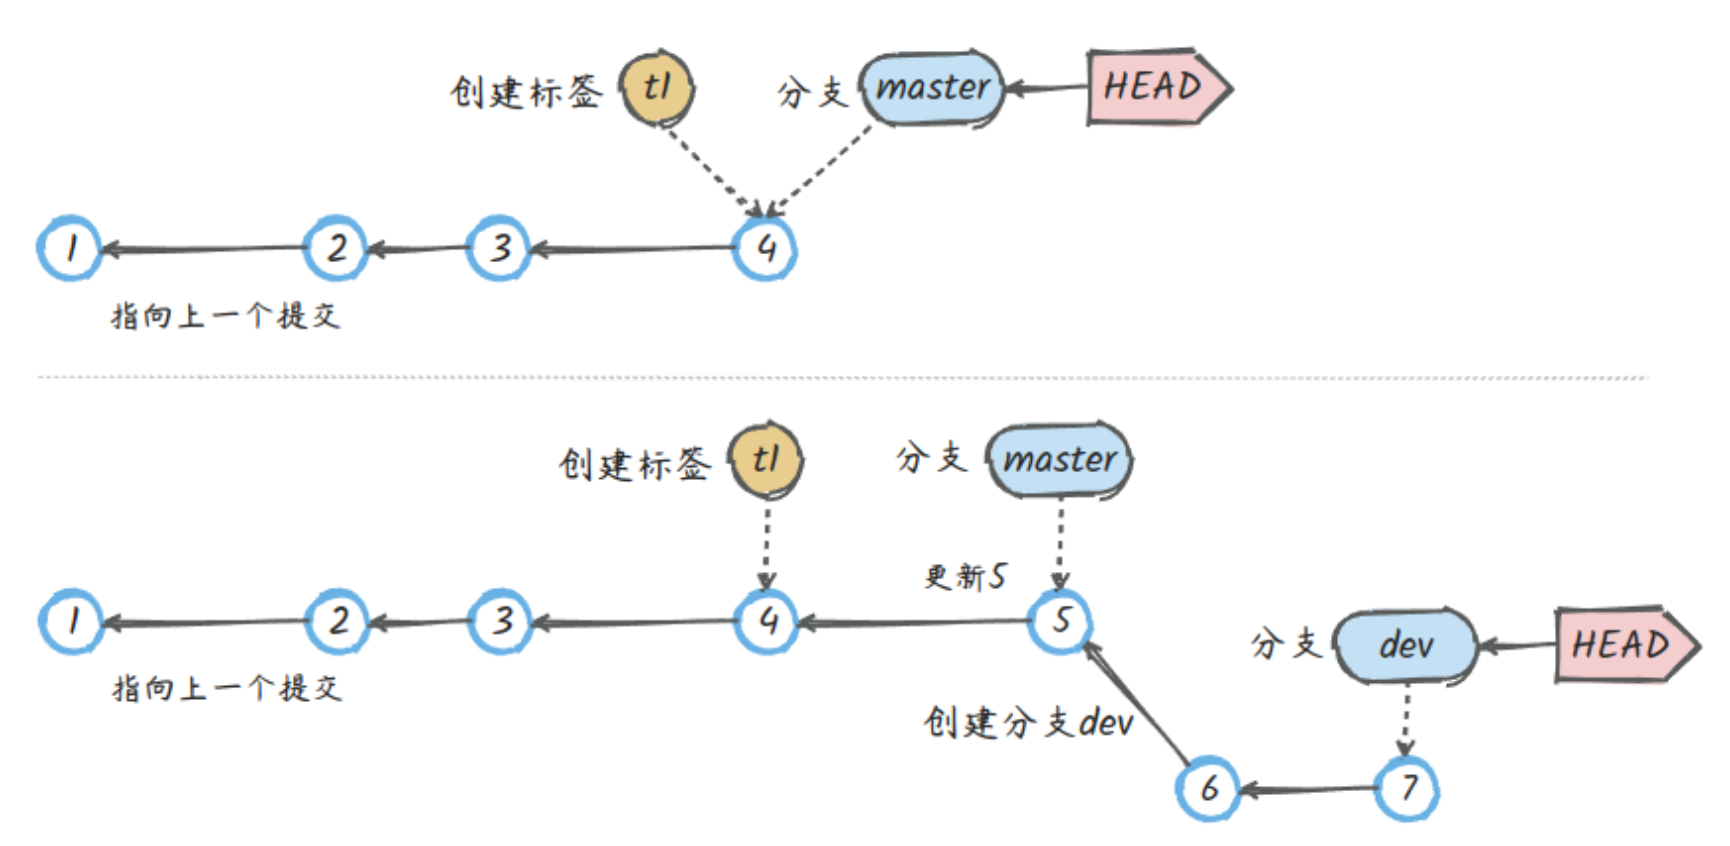 创建标签 t1 分支 master HEAD
1 2 3 4
指向上一个提交
创建标签 t1 分支 master
更新5
1 2 3 4 5
分支 dev HEAD
指向上一个提交
创建分支dev
6 7